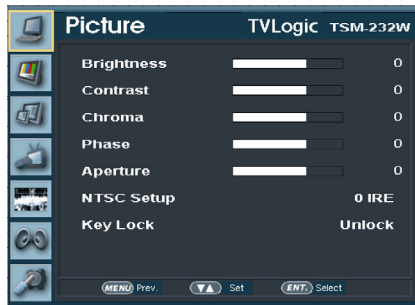 Picture TVLogic TSM-232W
Brightness 0
Contrast 0
Chroma 0
Phase 0
Aperture 0
NTSC Setup 0 IRE
Key Lock Unlock
MENU Prev. ▼▲ Set ENT. Select